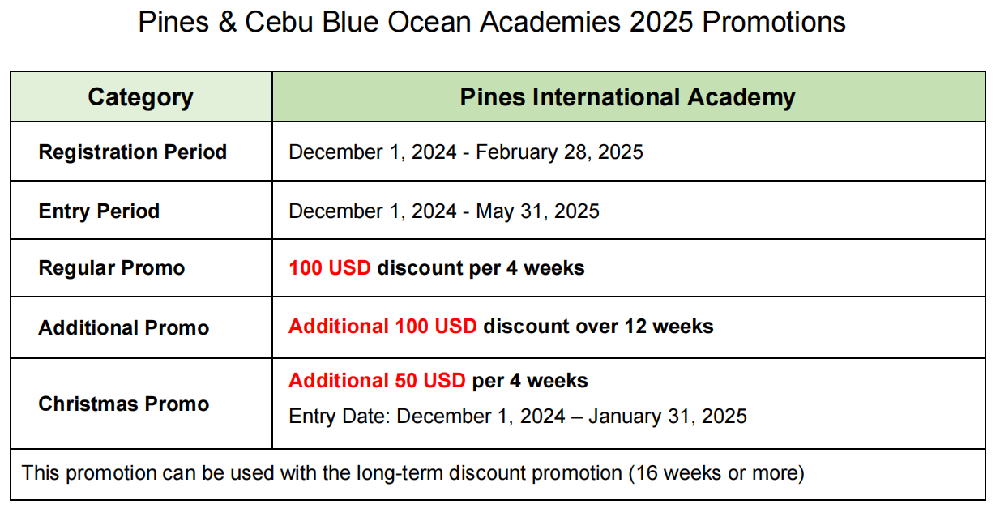 Pines & Cebu Blue Ocean Academies 2025 Promotions
Category
Pines International Academy
Registration Period
December 1, 2024 - February 28, 2025
Entry Period
December 1, 2024 - May 31, 2025
Regular Promo
100 USD discount per 4 weeks
Additional Promo
Additional 100 USD discount over 12 weeks
Christmas Promo
Additional 50 USD per 4 weeks
Entry Date: December 1, 2024 – January 31, 2025
This promotion can be used with the long-term discount promotion (16 weeks or more)